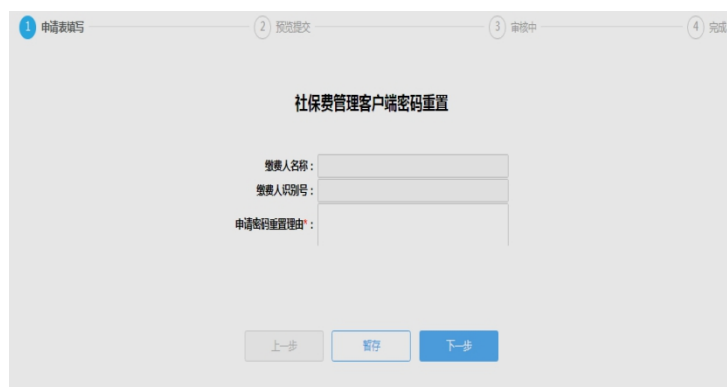 1 申请表填写 2 预览提交 3 审核中 4 完成
社保费管理客户端密码重置
缴费人名称：
缴费人识别号：
申请密码重置理由*：
上一步 暂存 下一步